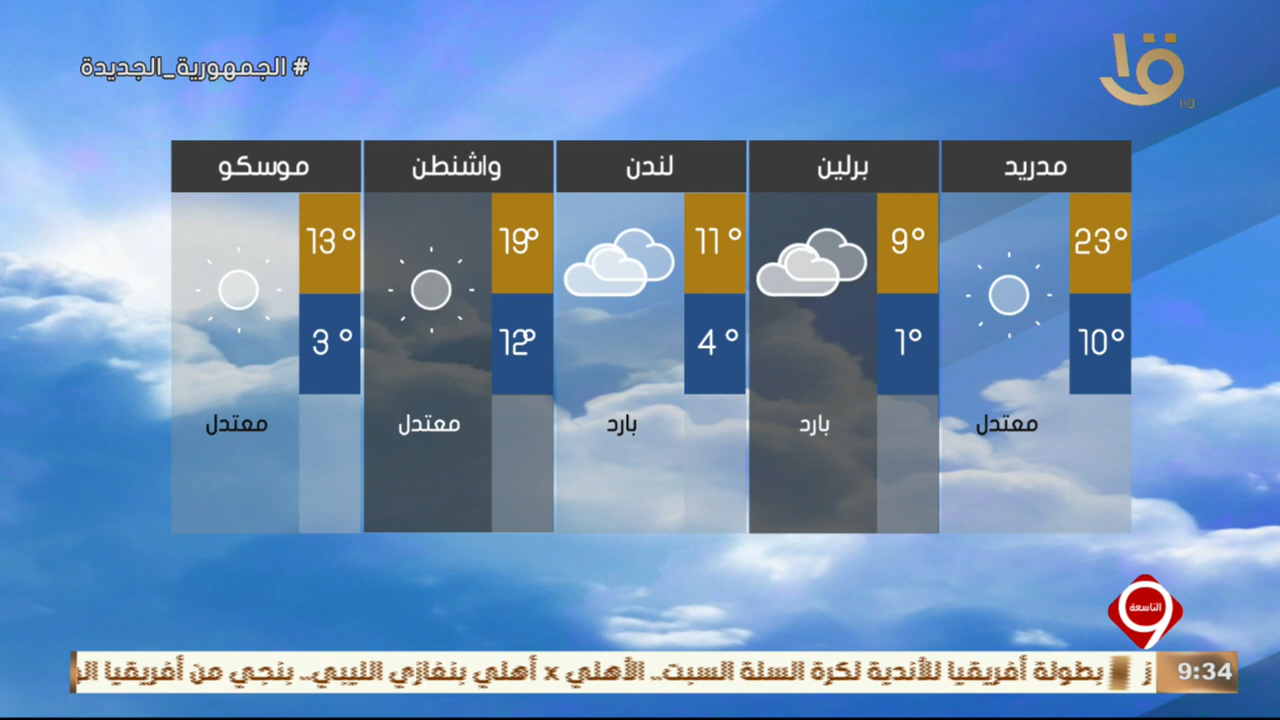 #الجمهورية_الجديدة
HD
مدريد
23°
10°
معتدل
برلين
9°
1°
بارد
لندن
11°
4°
بارد
واشنطن
19°
12°
معتدل
موسكو
13°
3°
معتدل
التاسعة
9
بطولة أفريقيا للأندية لكرة السلة السبت.. الأهلي x أهلي بنغازي الليبي.. بنجي من أفريقيا
9:34